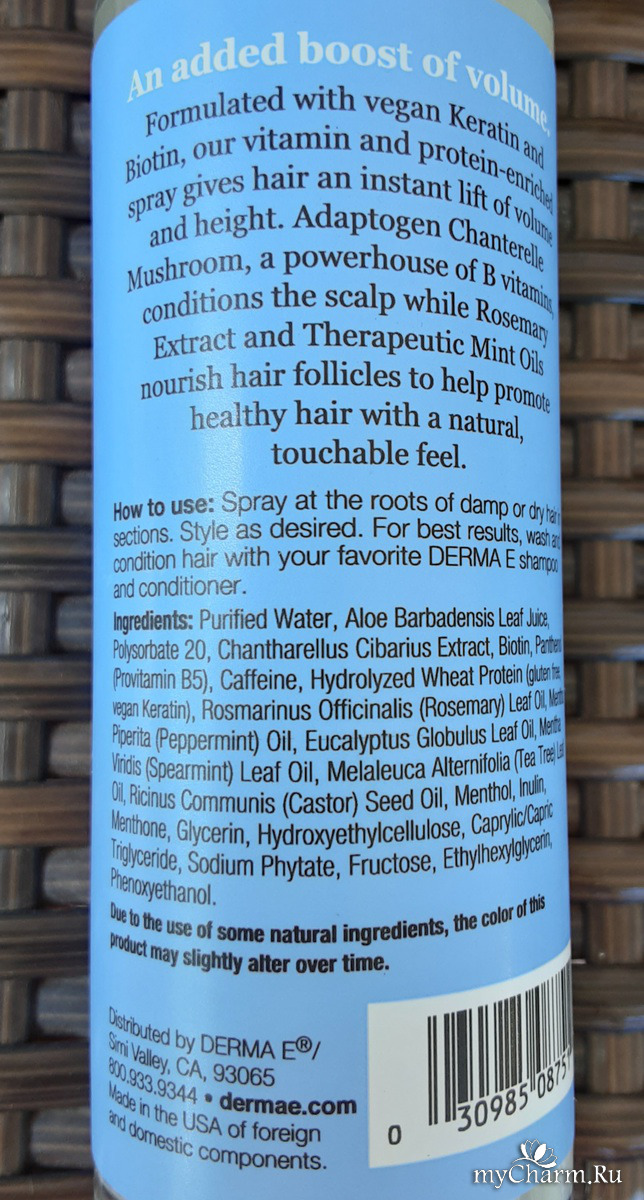 An added boost of volume.
Formulated with vegan Keratin and
Biotin, our vitamin and protein-enriched
spray gives hair an instant lift of volume
and height. Adaptogen Chanterelle
Mushroom, a powerhouse of B vitamins,
conditions the scalp while Rosemary
Extract and Therapeutic Mint Oils
nourish hair follicles to help promote
healthy hair with a natural,
touchable feel.
How to use: Spray at the roots of damp or dry hair
sections. Style as desired. For best results, wash and
condition hair with your favorite DERMA E shampoo
and conditioner.
Ingredients: Purified Water, Aloe Barbadensis Leaf Juice,
Polysorbate 20, Chantharellus Cibarius Extract, Biotin, Panthenol
(Provitamin B5), Caffeine, Hydrolyzed Wheat Protein (gluten free,
vegan Keratin), Rosmarinus Officinalis (Rosemary) Leaf Oil, Mentha
Piperita (Peppermint) Oil, Eucalyptus Globulus Leaf Oil, Mentha
Viridis (Spearmint) Leaf Oil, Melaleuca Alternifolia (Tea Tree) Leaf
Oil, Ricinus Communis (Castor) Seed Oil, Menthol, Inulin,
Menthone, Glycerin, Hydroxyethylcellulose, Caprylic/Capric
Triglyceride, Sodium Phytate, Fructose, Ethylhexylglycerin,
Phenoxyethanol.
Due to the use of some natural ingredients, the color of this
product may slightly alter over time.
Distributed by DERMA E®/
Simi Valley, CA, 93065
800.933.9344 • dermae.com
Made in the USA of foreign
and domestic components.
0 30985 0875
myCharm.Ru